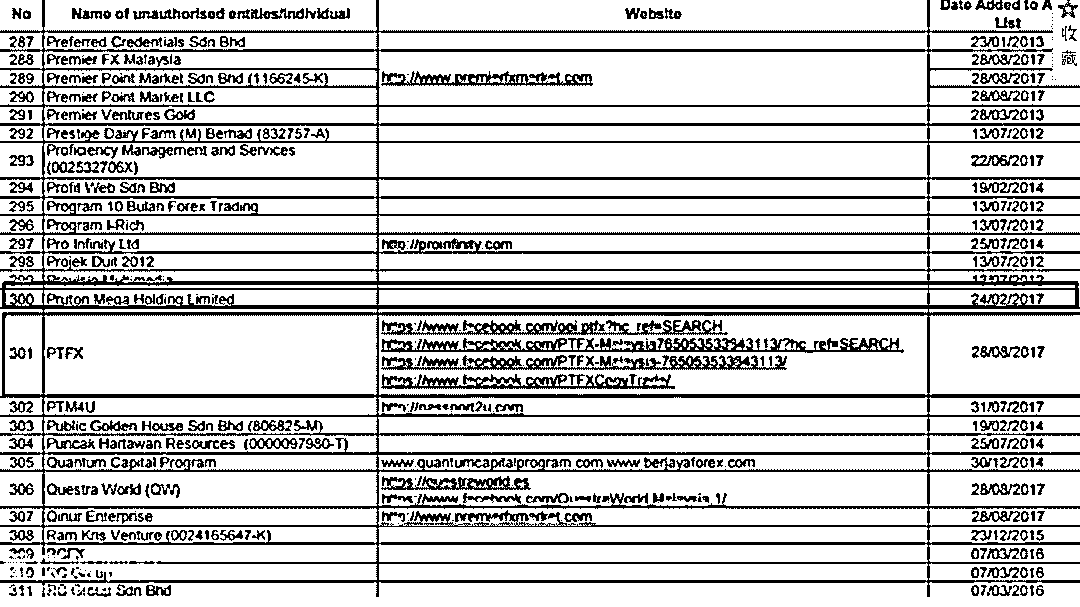 No Name of unauthorised entities/individual Website Date Added to A
List
☆
收
藏
287 Preferred Credentials Sdn Bhd 23/01/2013
288 Premier FX Malaysia 28/08/2017
289 Premier Point Market Sdn Bhd (1166245-K) http://www.premierfxmarket.com 28/08/2017
290 Premier Point Market LLC 28/08/2017
291 Premier Ventures Gold 28/03/2013
292 Prestige Dairy Farm (M) Berhad (832757-A) 13/07/2012
293 Proficiency Management and Services
(002532706X) 22/06/2017
294 Profit Web Sdn Bhd 19/02/2014
295 Program 10 Bulan Forex Trading 13/07/2012
296 Program I-Rich 13/07/2012
297 Pro Infinity Ltd http://proinfinity.com 25/07/2014
298 Projek Duit 2012 13/07/2012
299 Provisio Multimedia 13/07/2012
300 Pruton Mega Holding Limited 24/02/2017
301 PTFX https://www.facebook.com/ooi.ptfx?hc_ref=SEARCH 28/08/2017
https://www.facebook.com/PTFX-Malaysia765053533543113/?hc_ref=SEARCH
https://www.facebook.com/PTFX-Malaysia-765053533543113/
https://www.facebook.com/PTFXCopyTrade/
302 PTM4U http://passport2u.com 31/07/2017
303 Public Golden House Sdn Bhd (806825-M) 19/02/2014
304 Puncak Hartawan Resources (0000097980-T) 25/07/2014
305 Quantum Capital Program www.quantumcapitalprogram.com www.berjayaforex.com 30/12/2014
306 Questra World (QW) https://questraworld.es 28/08/2017
https://www.facebook.com/QuestraWorld.Malaysia.1/
307 Qinur Enterprise http://www.premierfxmarket.com 28/08/2017
308 Ram Kris Venture (0024165647-K) 23/12/2015
309 RCFX 07/03/2016
310 RG Group 07/03/2016
311 RG Group Sdn Bhd 07/03/2016